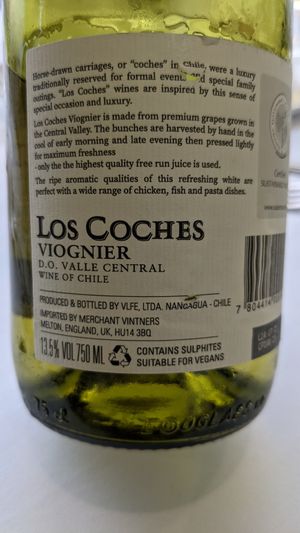 Horse-drawn carriages, or "coches" in Chile, were a luxury
traditionally reserved for formal events and special family
outings. "Los Coches" wines are inspired by this sense of
special occasion and luxury.
Los Coches Viognier is made from premium grapes grown in
the Central Valley. The bunches are harvested by hand in the
cool of early morning and late evening then pressed lightly
for maximum freshness
- only the the highest quality free run juice is used.
The ripe aromatic qualities of this refreshing white are
perfect with a wide range of chicken, fish and pasta dishes.
LOS COCHES
VIOGNIER
D.O. VALLE CENTRAL
WINE OF CHILE
PRODUCED & BOTTLED BY VLFE, LTDA. NANCAGUA - CHILE
IMPORTED BY MERCHANT VINTNERS
MELTON, ENGLAND, UK, HU14 3BQ
13.5% VOL 750 ML
CONTAINS SULPHITES
SUITABLE FOR VEGANS
7 804414
75 cl